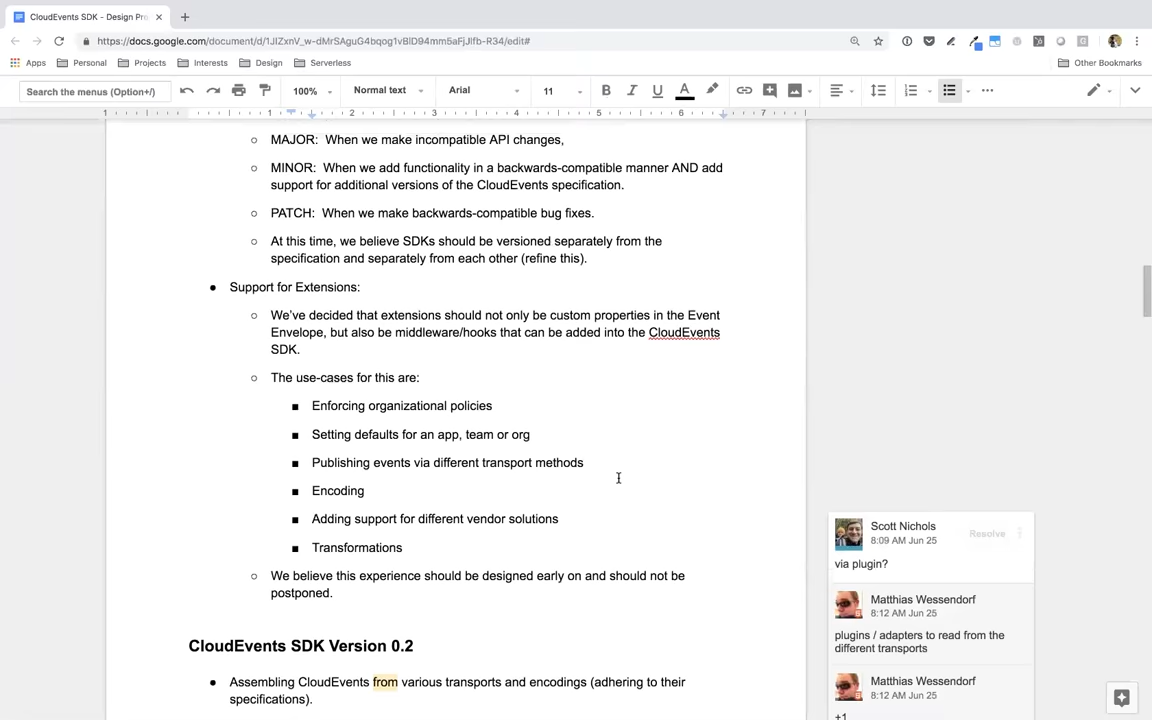 CloudEvents SDK - Design Pr
https://docs.google.com/document/d/1JIZxnV_w-dMrSAguG4bqog1vBlD94mm5aFjJlfb-R34/edit#
Apps Personal Projects Interests Design Serverless Other Bookmarks
Search the menus (Option+/) 100% Normal text Arial 11
1 1 2 3 4 5 6 7
MAJOR: When we make incompatible API changes,
MINOR: When we add functionality in a backwards-compatible manner AND add
support for additional versions of the CloudEvents specification.
PATCH: When we make backwards-compatible bug fixes.
At this time, we believe SDKs should be versioned separately from the
specification and separately from each other (refine this).
Support for Extensions:
We've decided that extensions should not only be custom properties in the Event
Envelope, but also be middleware/hooks that can be added into the CloudEvents
SDK.
The use-cases for this are:
Enforcing organizational policies
Setting defaults for an app, team or org
Publishing events via different transport methods
Encoding
Adding support for different vendor solutions
Transformations
We believe this experience should be designed early on and should not be
postponed.
CloudEvents SDK Version 0.2
Assembling CloudEvents from various transports and encodings (adhering to their
specifications).
Scott Nichols
8:09 AM Jun 25
Resolve
via plugin?
Matthias Wessendorf
8:12 AM Jun 25
plugins / adapters to read from the
different transports
Matthias Wessendorf
8:12 AM Jun 25
+1